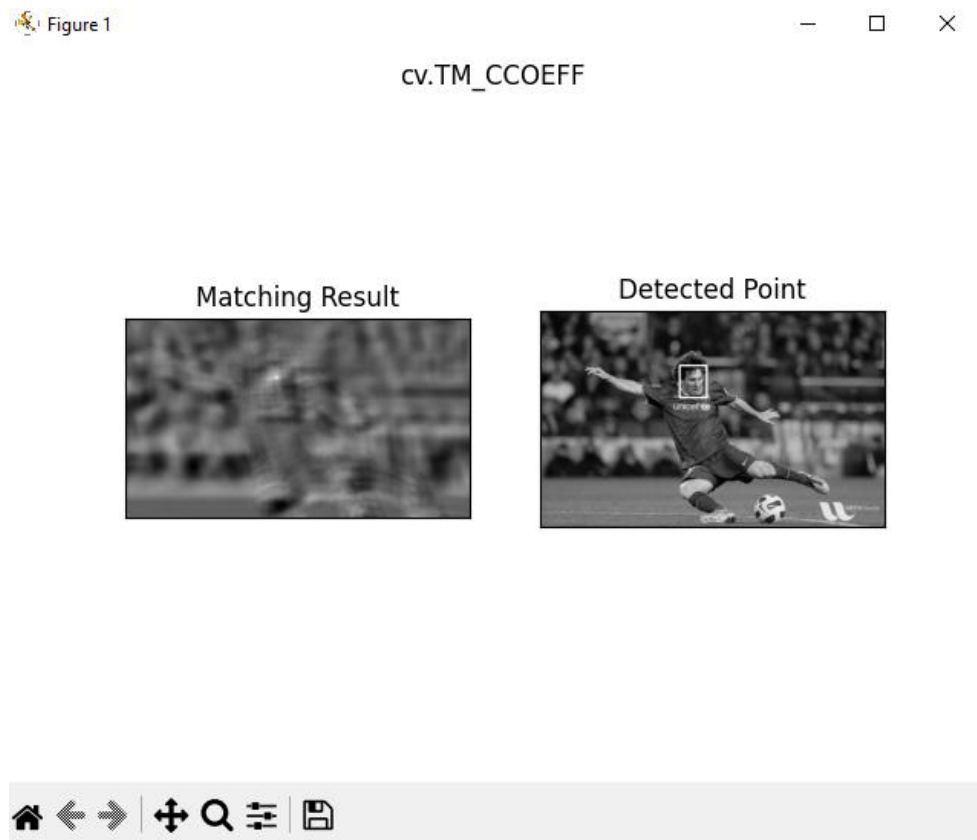 Figure 1
cv.TM_CCOEFF
Matching Result
Detected Point
unicef